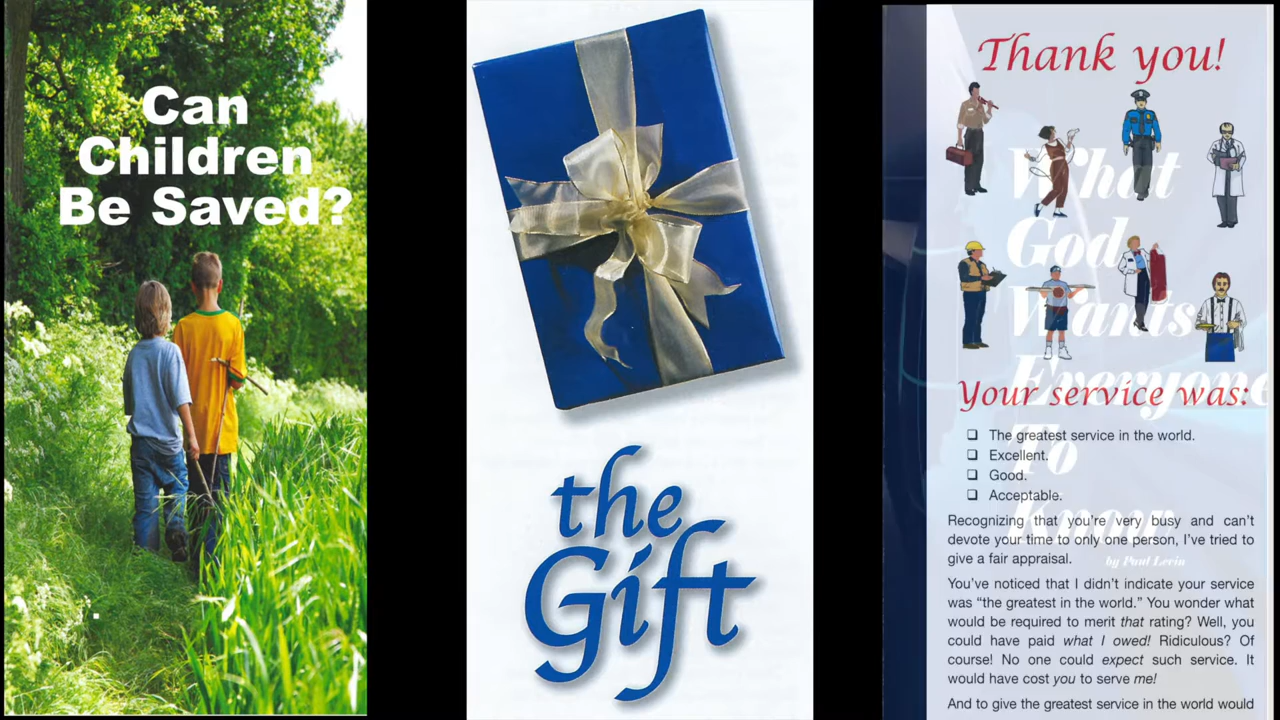 Can
Children
Be Saved?
the
Gift
Thank you!
What
God
Wants
Everyone
To
Know
by Paul Levin
Your service was:
❑ The greatest service in the world.
❑ Excellent.
❑ Good.
❑ Acceptable.
Recognizing that you're very busy and can't
devote your time to only one person, I've tried to
give a fair appraisal.
You've noticed that I didn't indicate your service
was “the greatest in the world.” You wonder what
would be required to merit that rating? Well, you
could have paid what I owed! Ridiculous? Of
course! No one could expect such service. It
would have cost you to serve me!
And to give the greatest service in the world would